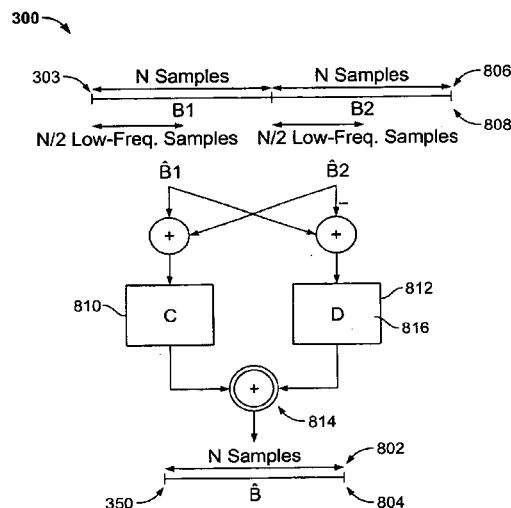 300
303 N Samples N Samples 806
B1 B2 808
N/2 Low-Freq. Samples N/2 Low-Freq. Samples
B̂1 B̂2
+ + −
810 C D 812
816
+ 814
N Samples 802
350 B̂ 804